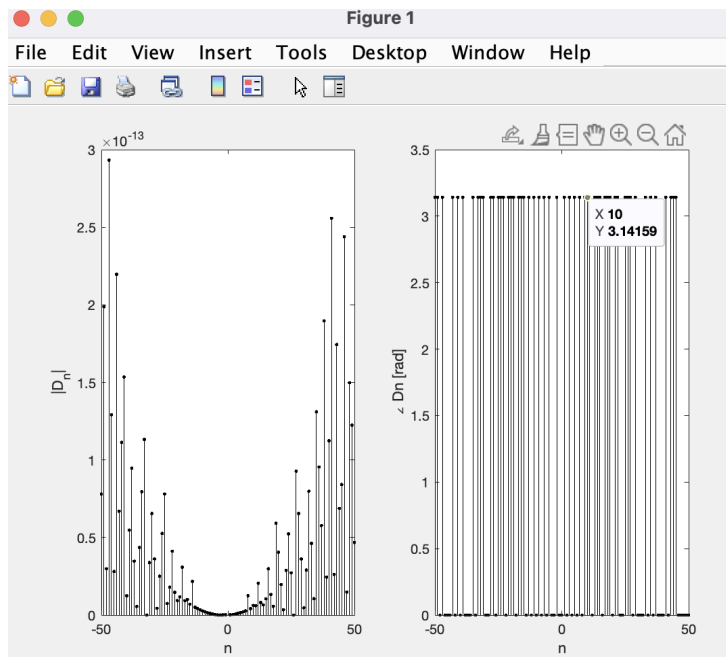 Figure 1
File Edit View Insert Tools Desktop Window Help
×10⁻¹³
3
2.5
2
1.5
1
0.5
0
|Dₙ|
-50 0 50
n
3.5
3
2.5
2
1.5
1
0.5
0
∠ Dn [rad]
X 10
Y 3.14159
-50 0 50
n